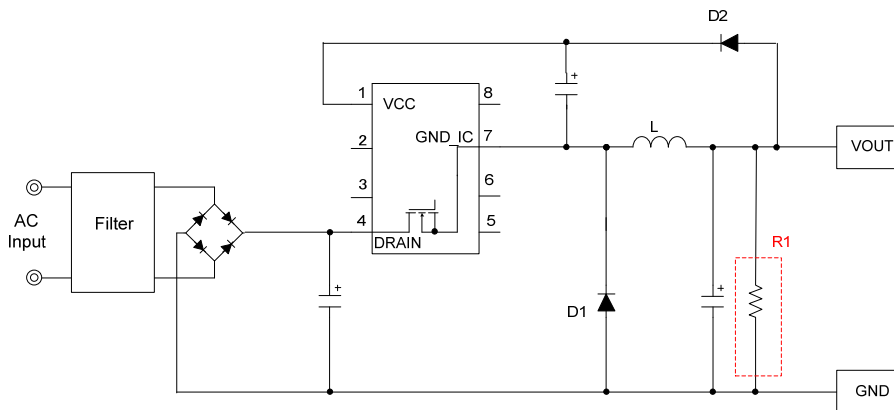 D2
1
VCC
8
GND_IC
7
L
VOUT
2
3
6
AC
Input
Filter
4
DRAIN
5
R1
D1
+
+
+
GND